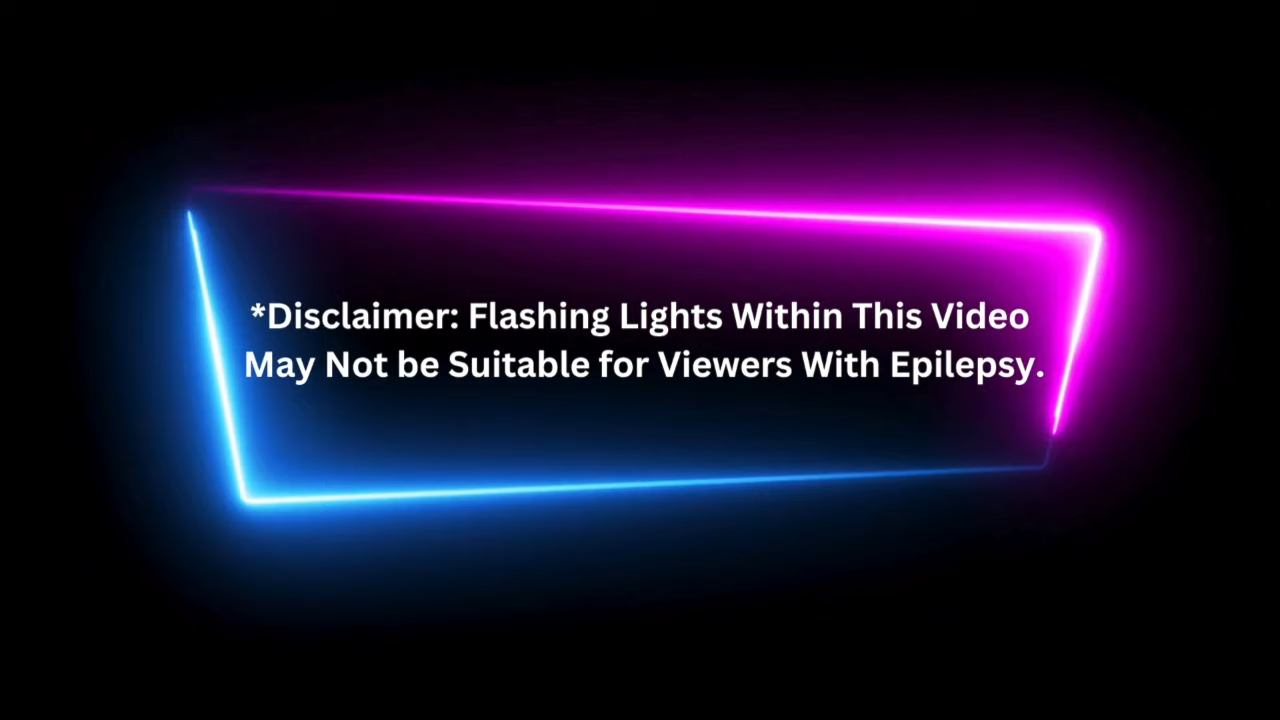 *Disclaimer: Flashing Lights Within This Video
May Not be Suitable for Viewers With Epilepsy.